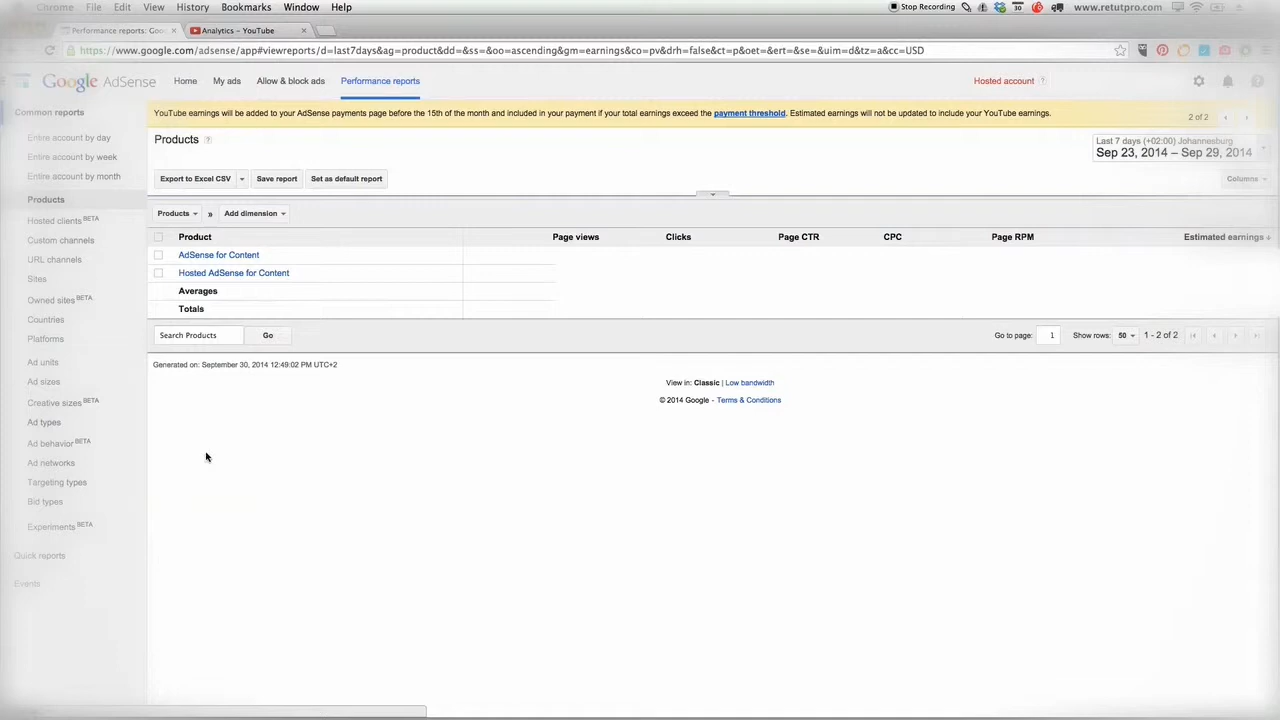 Chrome File Edit View History Bookmarks Window Help Stop Recording 30 www.retutpro.com
Performance reports: Goo Analytics – YouTube
https://www.google.com/adsense/app#viewreports/d=last7days&ag=product&dd=&ss=&oo=ascending&gm=earnings&co=pv&drh=false&ct=p&oet=&ert=&se=&uim=d&tz=a&cc=USD
Google AdSense Home My ads Allow & block ads Performance reports Hosted account ?
Common reports
YouTube earnings will be added to your AdSense payments page before the 15th of the month and included in your payment if your total earnings exceed the payment threshold. Estimated earnings will not be updated to include your YouTube earnings.
2 of 2
Entire account by day
Entire account by week
Entire account by month
Products
Hosted clients BETA
Custom channels
URL channels
Sites
Owned sites BETA
Countries
Platforms
Ad units
Ad sizes
Creative sizes BETA
Ad types
Ad behavior BETA
Ad networks
Targeting types
Bid types
Experiments BETA
Quick reports
Events
Products ?
Last 7 days (+02:00) Johannesburg
Sep 23, 2014 – Sep 29, 2014
Export to Excel CSV Save report Set as default report Columns
Products » Add dimension
Product Page views Clicks Page CTR CPC Page RPM Estimated earnings ↓
AdSense for Content
Hosted AdSense for Content
Averages
Totals
Search Products Go Go to page: 1 Show rows: 50 1 - 2 of 2
Generated on: September 30, 2014 12:49:02 PM UTC+2
View in: Classic | Low bandwidth
© 2014 Google - Terms & Conditions